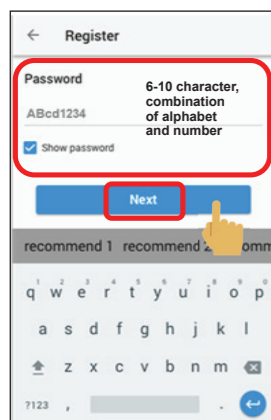 ← Register
Password
6-10 character,
combination
of alphabet
and number
ABcd1234
Show password
Next
recommend 1 recommend 2 omm
q w e r t y u i o p
a s d f g h j k l
z x c v b n m
?123 , .